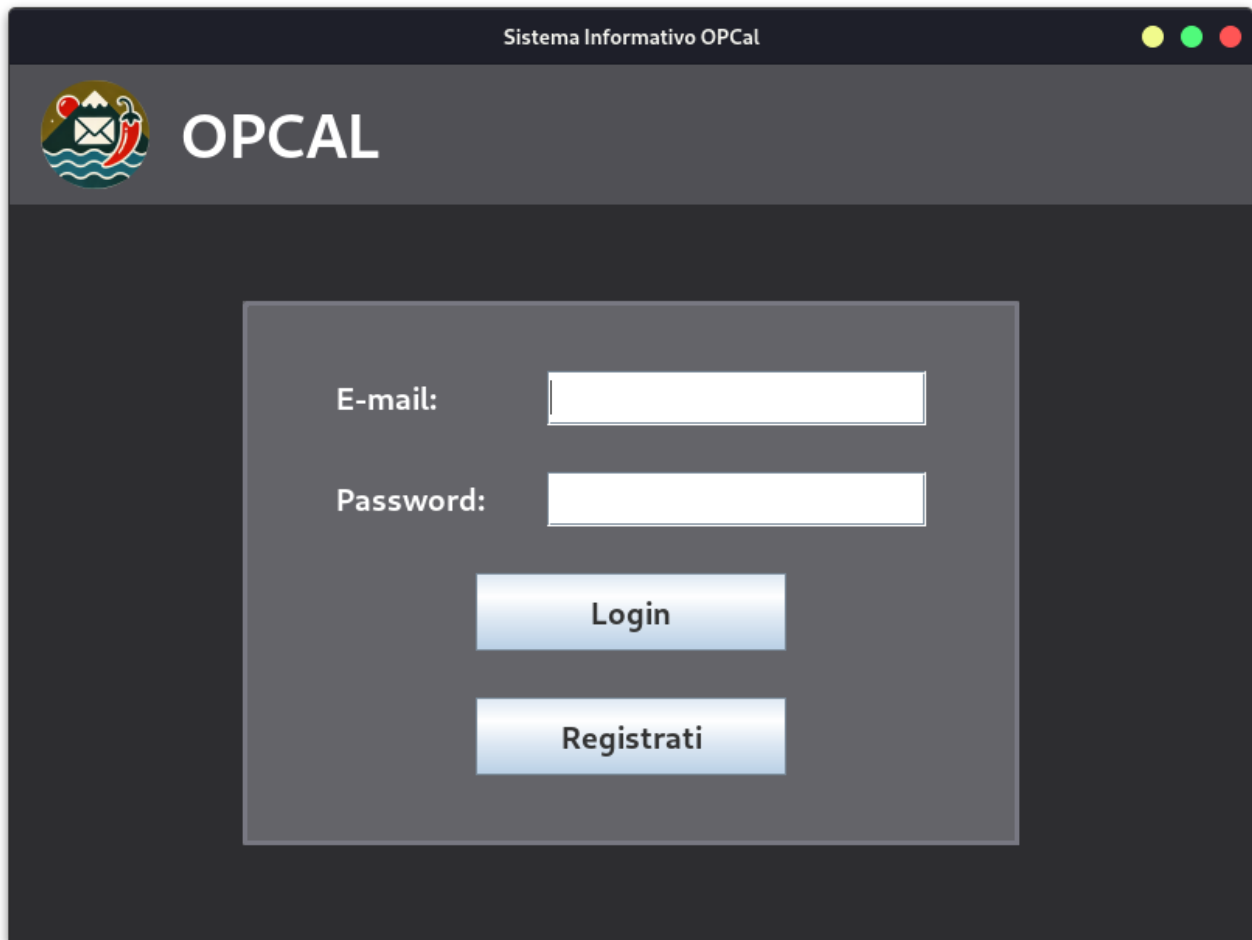 Sistema Informativo OPCal
OPCAL
E-mail:
Password:
Login
Registrati